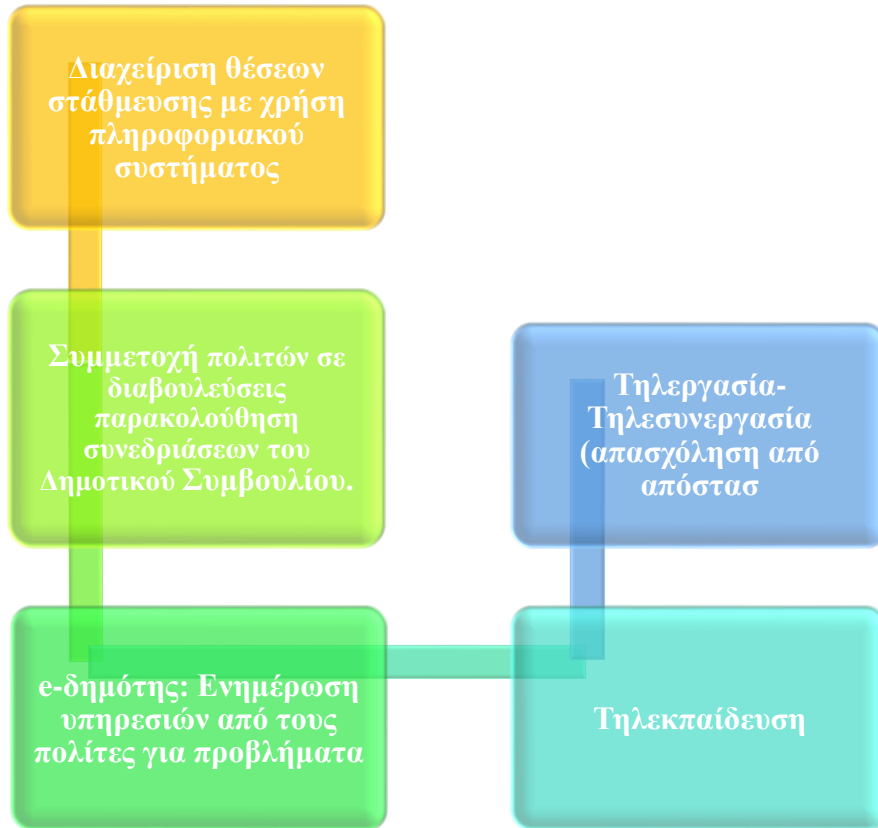 Διαχείριση θέσεων
στάθμευσης με χρήση
πληροφοριακού
συστήματος
Συμμετοχή πολιτών σε
διαβουλεύσεις
παρακολούθηση
συνεδριάσεων του
Δημοτικού Συμβουλίου.
e-δημότης: Ενημέρωση
υπηρεσιών από τους
πολίτες για προβλήματα
Τηλεκπαίδευση
Τηλεργασία-
Τηλεσυνεργασία
(απασχόληση από
απόστασ